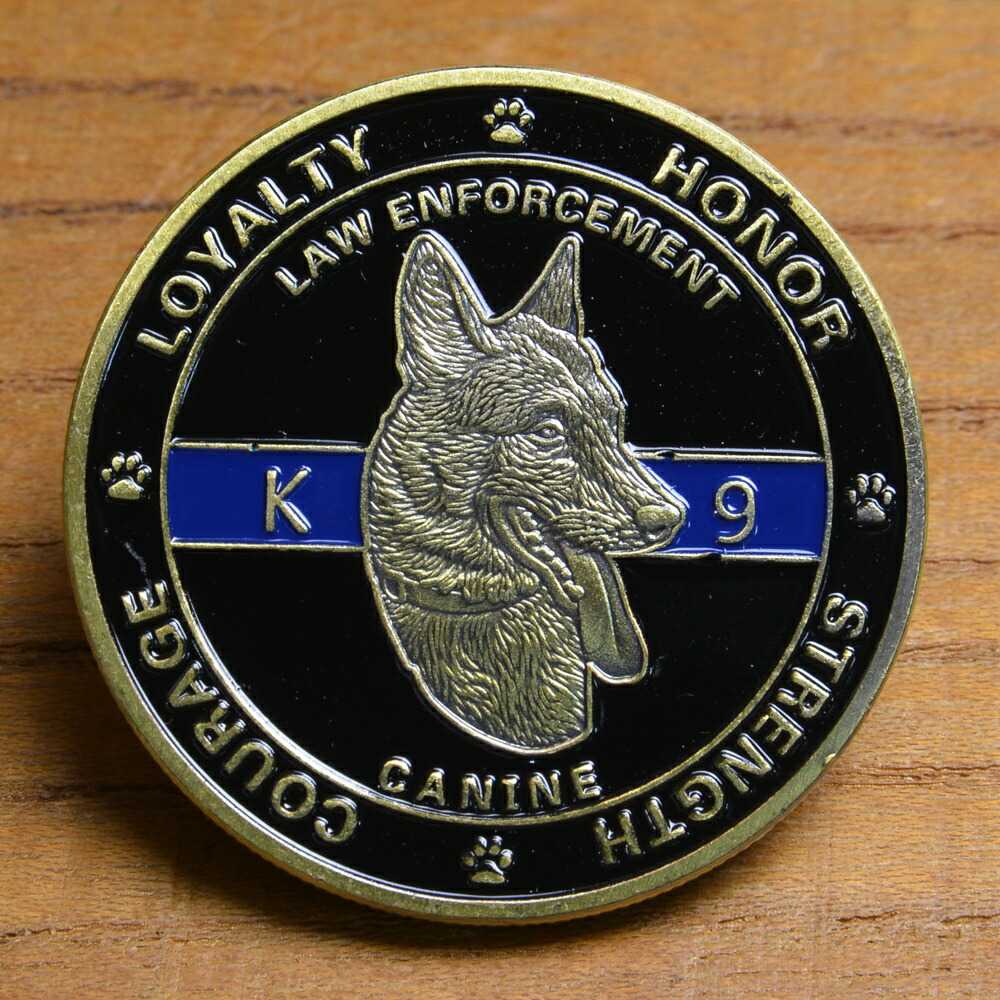 LOYALTY
HONOR
LAW ENFORCEMENT
K 9
CANINE
COURAGE
STRENGTH